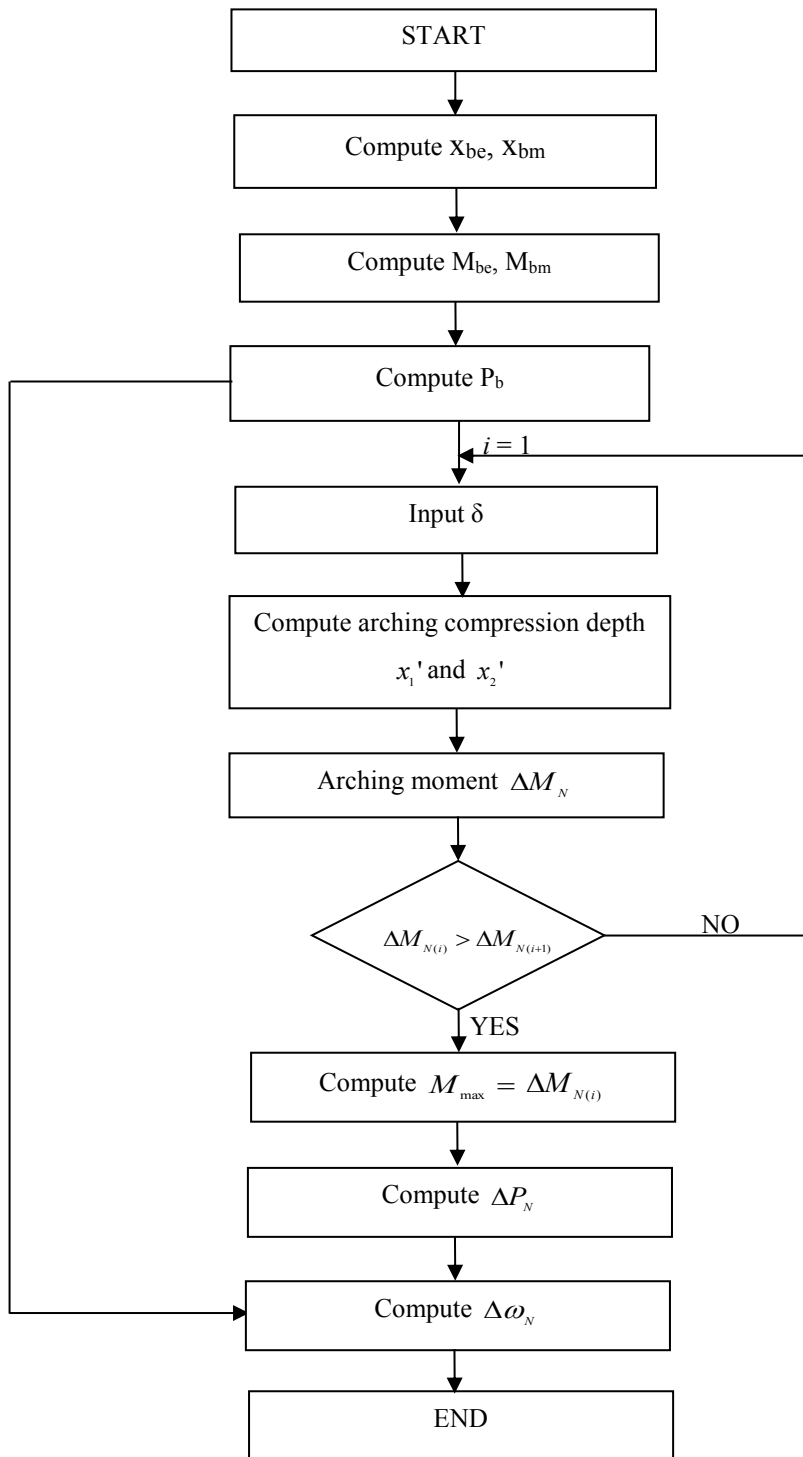 START
Compute x_be, x_bm
Compute M_be, M_bm
Compute P_b
i = 1
Input δ
Compute arching compression depth
x_1' and x_2'
Arching moment ΔM_N
ΔM_N(i) > ΔM_N(i+1)
NO
YES
Compute M_max = ΔM_N(i)
Compute ΔP_N
Compute Δω_N
END